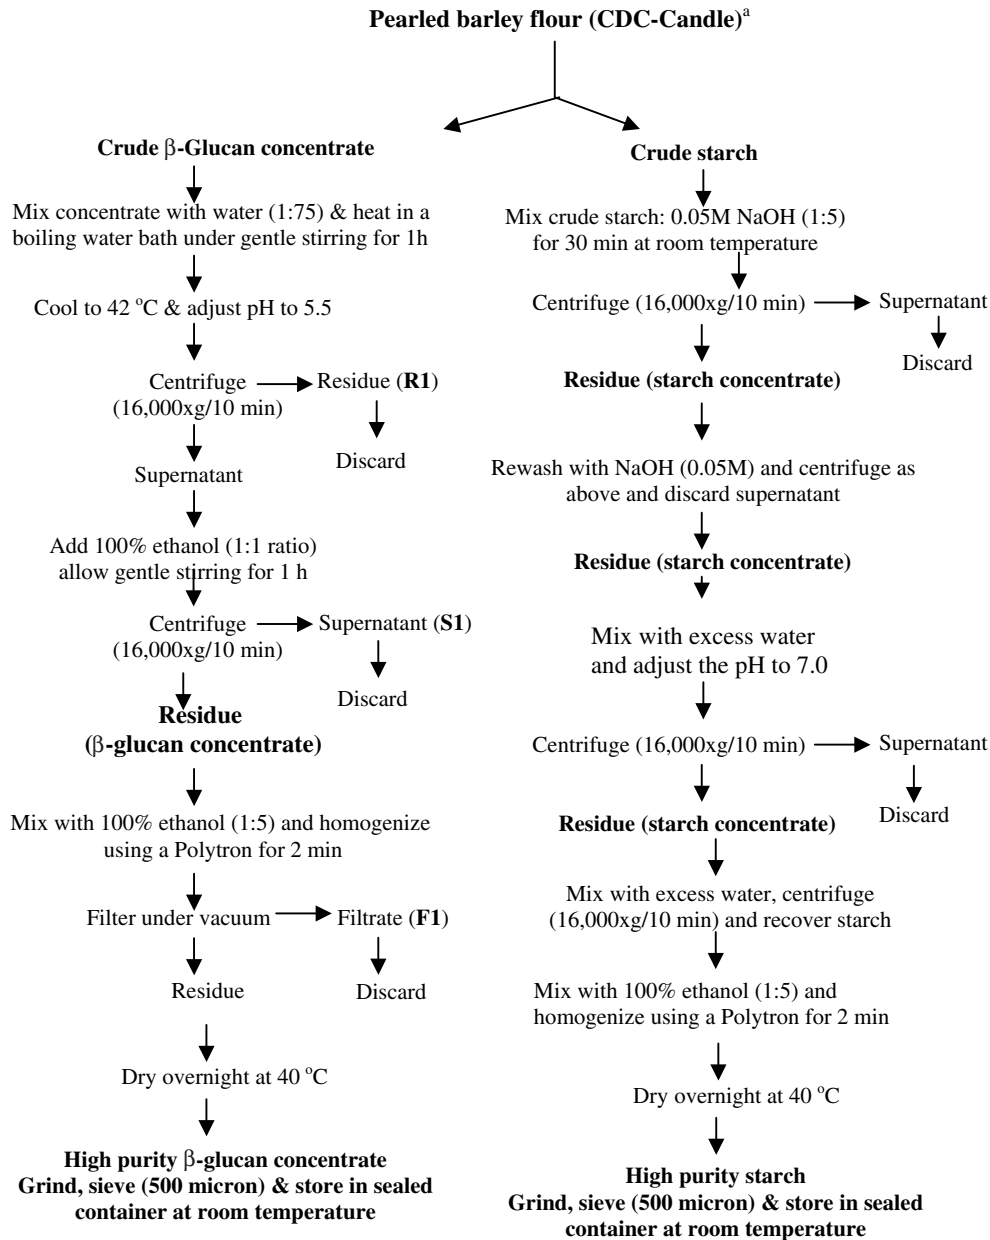 Pearled barley flour (CDC-Candle)ᵃ
Crude β-Glucan concentrate
Mix concentrate with water (1:75) & heat in a
boiling water bath under gentle stirring for 1h
Cool to 42 °C & adjust pH to 5.5
Centrifuge
(16,000xg/10 min)
Residue (R1)
Discard
Supernatant
Add 100% ethanol (1:1 ratio)
allow gentle stirring for 1 h
Centrifuge
(16,000xg/10 min)
Supernatant (S1)
Discard
Residue
(β-glucan concentrate)
Mix with 100% ethanol (1:5) and homogenize
using a Polytron for 2 min
Filter under vacuum
Filtrate (F1)
Residue
Discard
Dry overnight at 40 °C
High purity β-glucan concentrate
Grind, sieve (500 micron) & store in sealed
container at room temperature
Crude starch
Mix crude starch: 0.05M NaOH (1:5)
for 30 min at room temperature
Centrifuge (16,000xg/10 min)
Supernatant
Discard
Residue (starch concentrate)
Rewash with NaOH (0.05M) and centrifuge as
above and discard supernatant
Residue (starch concentrate)
Mix with excess water
and adjust the pH to 7.0
Centrifuge (16,000xg/10 min)
Supernatant
Discard
Residue (starch concentrate)
Mix with excess water, centrifuge
(16,000xg/10 min) and recover starch
Mix with 100% ethanol (1:5) and
homogenize using a Polytron for 2 min
Dry overnight at 40 °C
High purity starch
Grind, sieve (500 micron) & store in sealed
container at room temperature